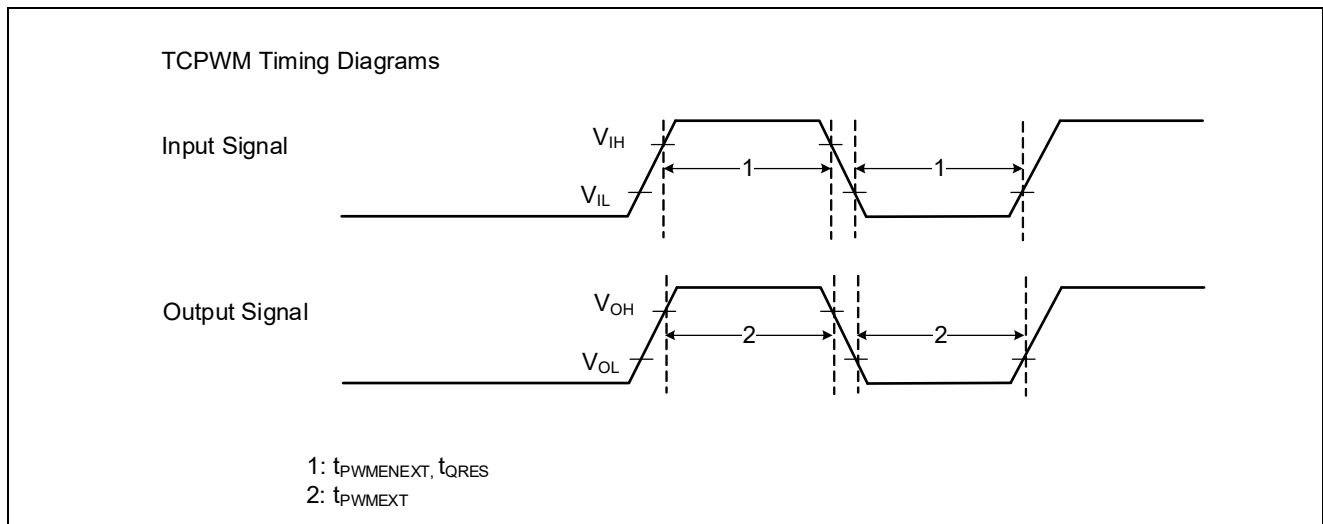 TCPWM Timing Diagrams
Input Signal
VIH
VIL
1
1
Output Signal
VOH
VOL
2
2
1: tPWMENEXT, tQRES
2: tPWMEXT